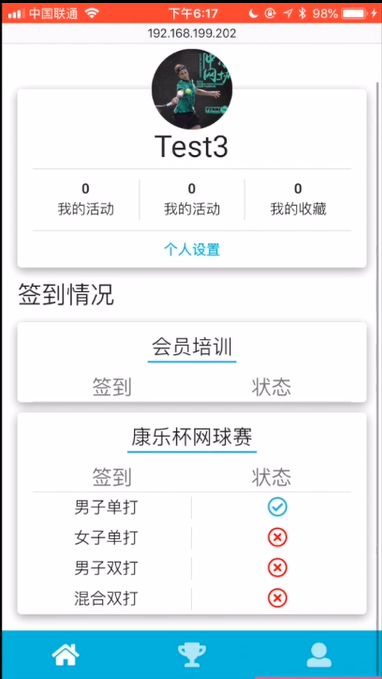 中国联通
下午6:17
98%
192.168.199.202
Test3
0 0 0
我的活动 我的活动 我的收藏
个人设置
签到情况
会员培训
签到 状态
康乐杯网球赛
签到 状态
男子单打
女子单打
男子双打
混合双打